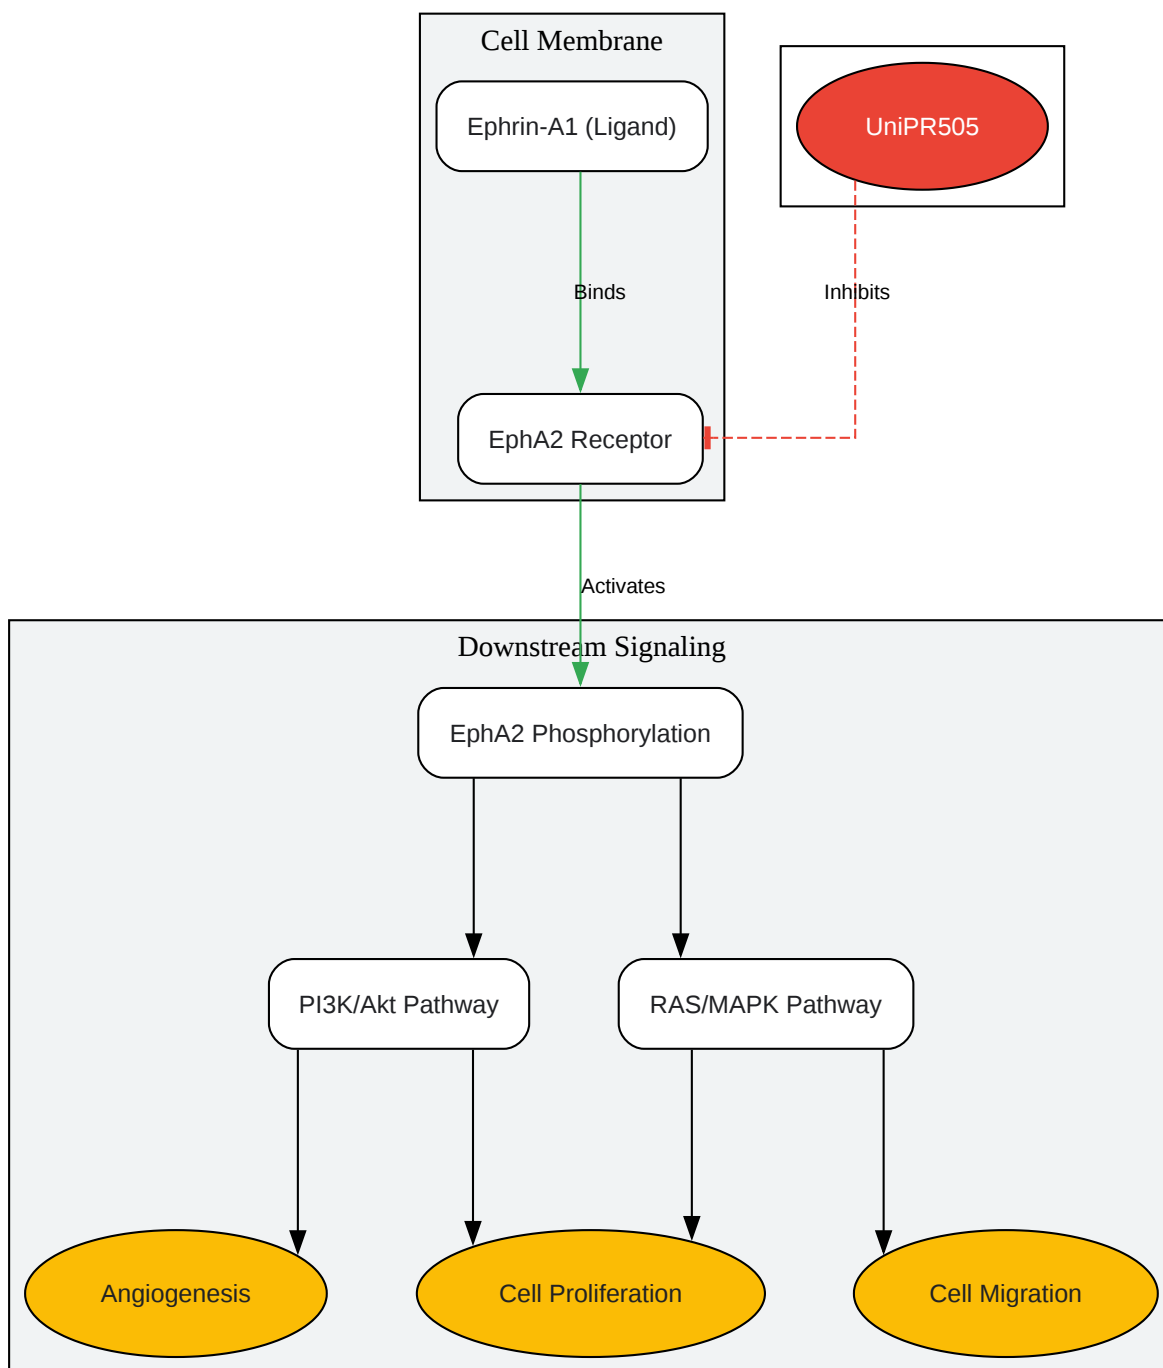 Cell Membrane
Ephrin-A1 (Ligand)
UniPR505
Binds
Inhibits
EphA2 Receptor
Activates
Downstream Signaling
EphA2 Phosphorylation
PI3K/Akt Pathway
RAS/MAPK Pathway
Angiogenesis
Cell Proliferation
Cell Migration